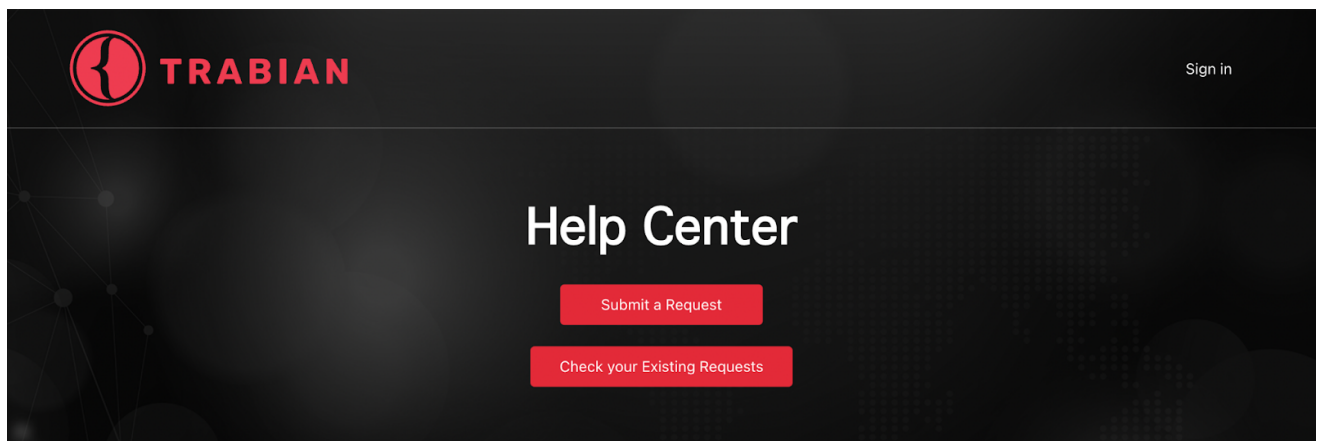 TRABIAN
Sign in
Help Center
Submit a Request
Check your Existing Requests